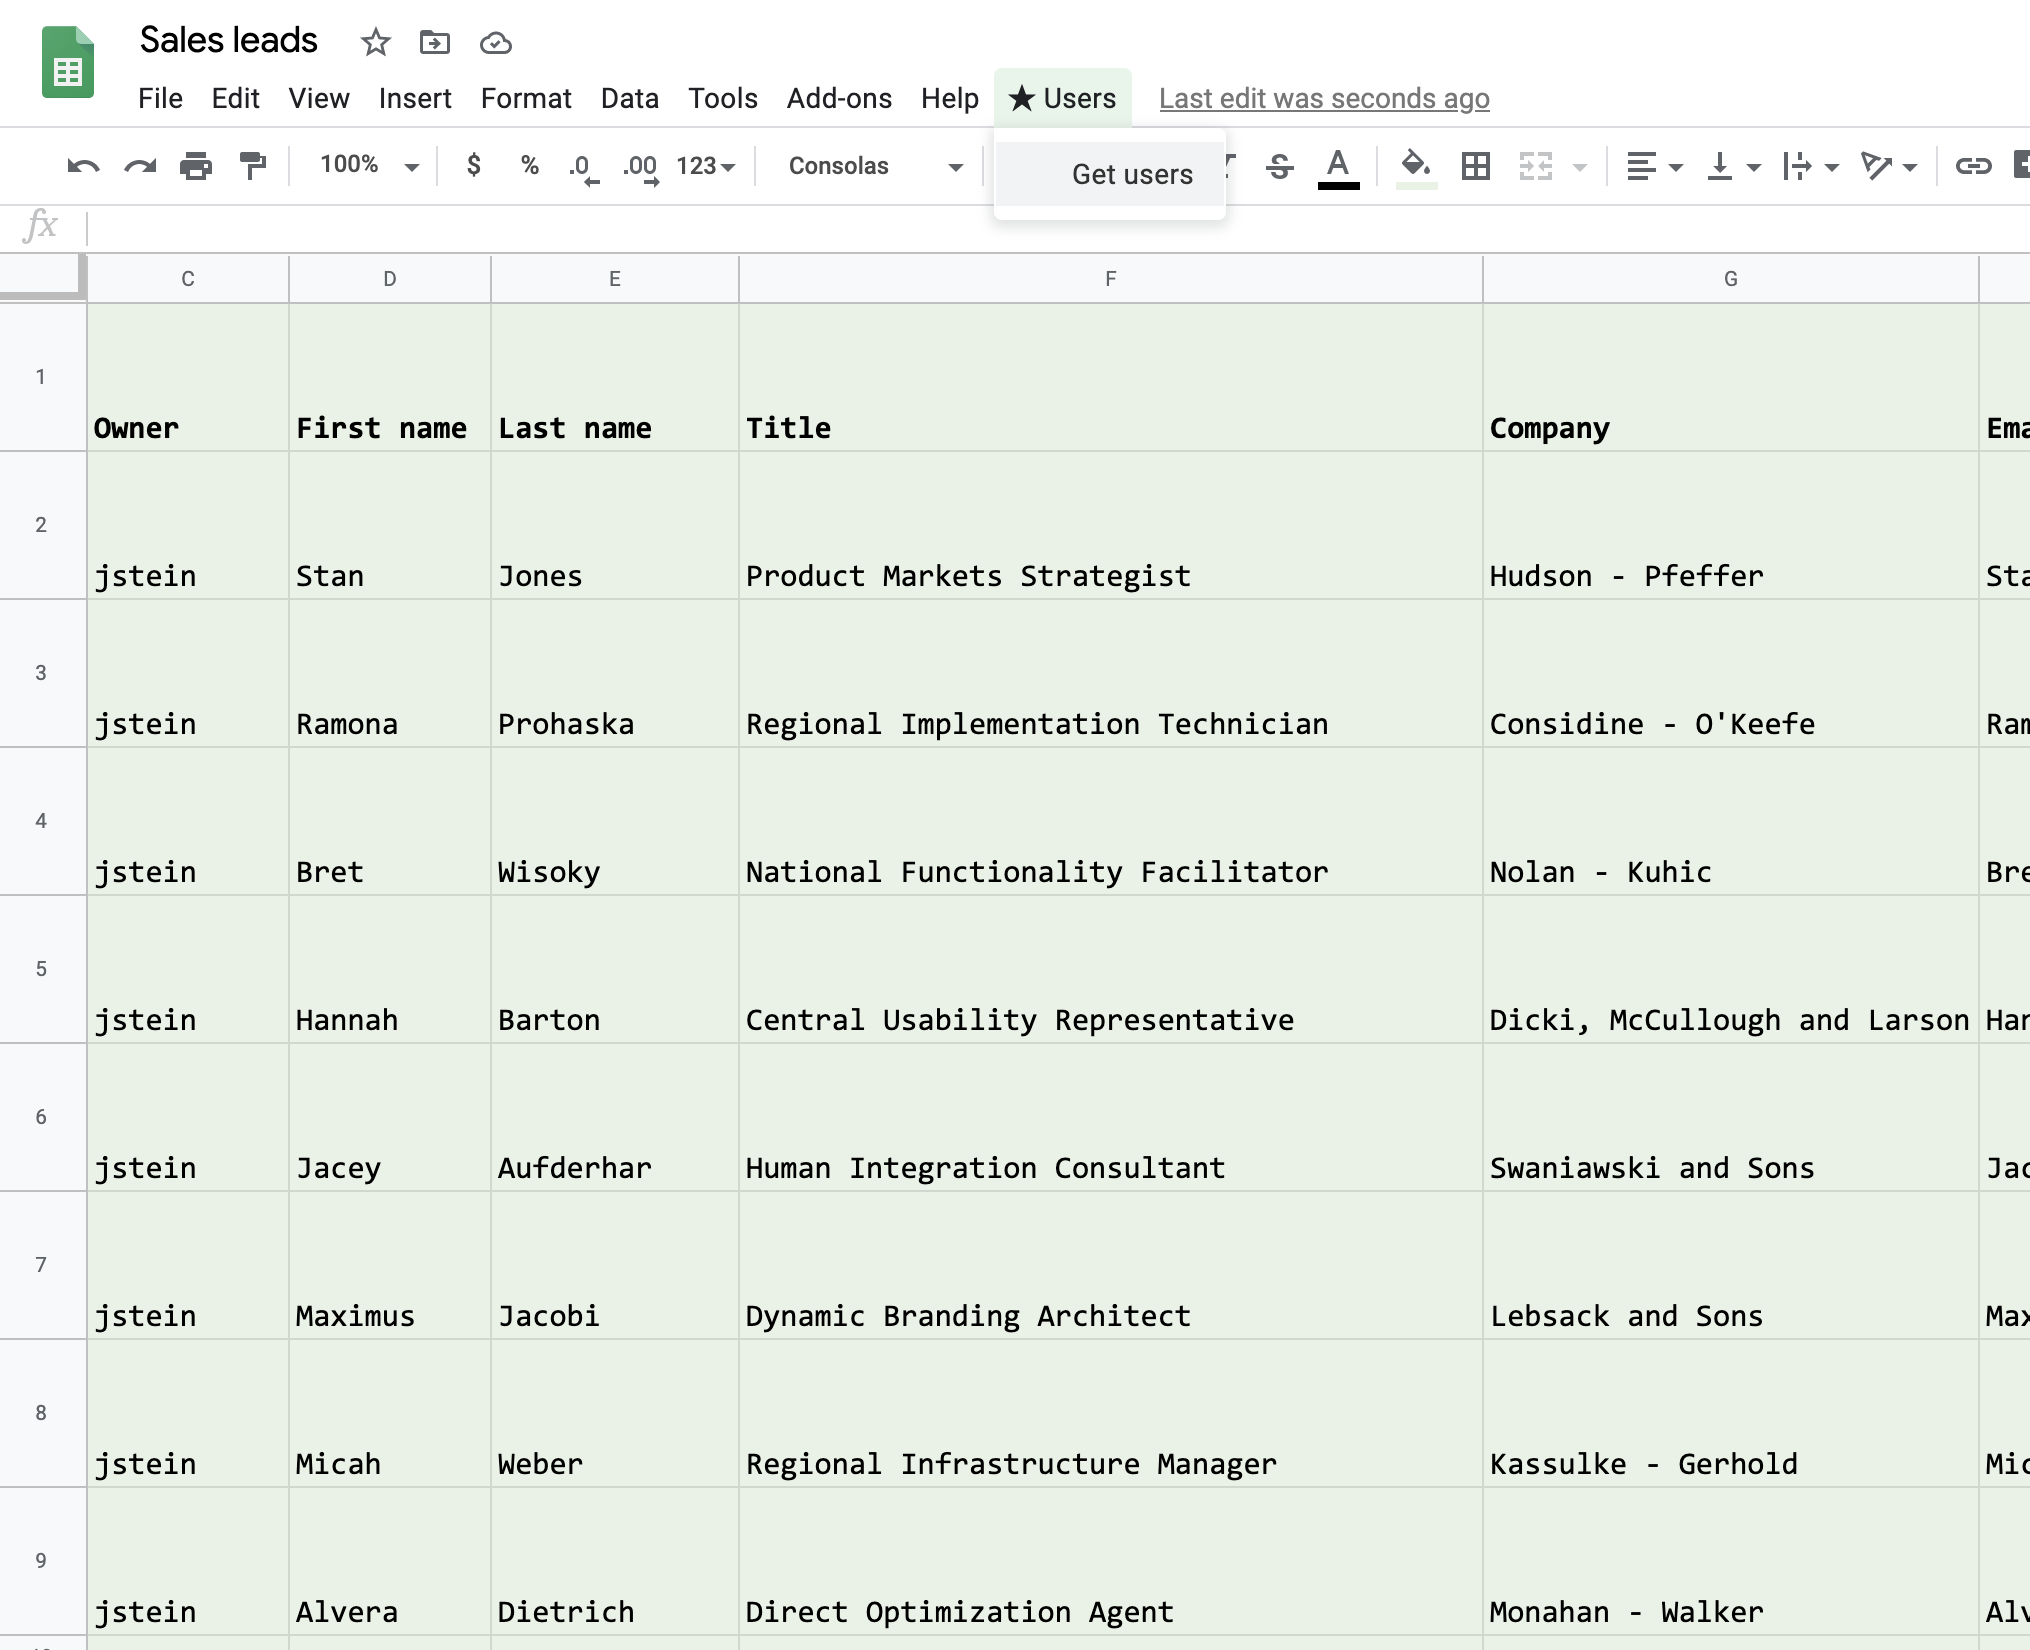 Sales leads
File Edit View Insert Format Data Tools Add-ons Help ★ Users Last edit was seconds ago
100% $ % .0 .00 123 Consolas A
Get users
fx
C D E F G
1 Owner First name Last name Title Company Ema
2 jstein Stan Jones Product Markets Strategist Hudson - Pfeffer Sta
3 jstein Ramona Prohaska Regional Implementation Technician Considine - O'Keefe Ram
4 jstein Bret Wisoky National Functionality Facilitator Nolan - Kuhic Bre
5 jstein Hannah Barton Central Usability Representative Dicki, McCullough and Larson Han
6 jstein Jacey Aufderhar Human Integration Consultant Swaniawski and Sons Jac
7 jstein Maximus Jacobi Dynamic Branding Architect Lebsack and Sons Max
8 jstein Micah Weber Regional Infrastructure Manager Kassulke - Gerhold Mic
9 jstein Alvera Dietrich Direct Optimization Agent Monahan - Walker Alv